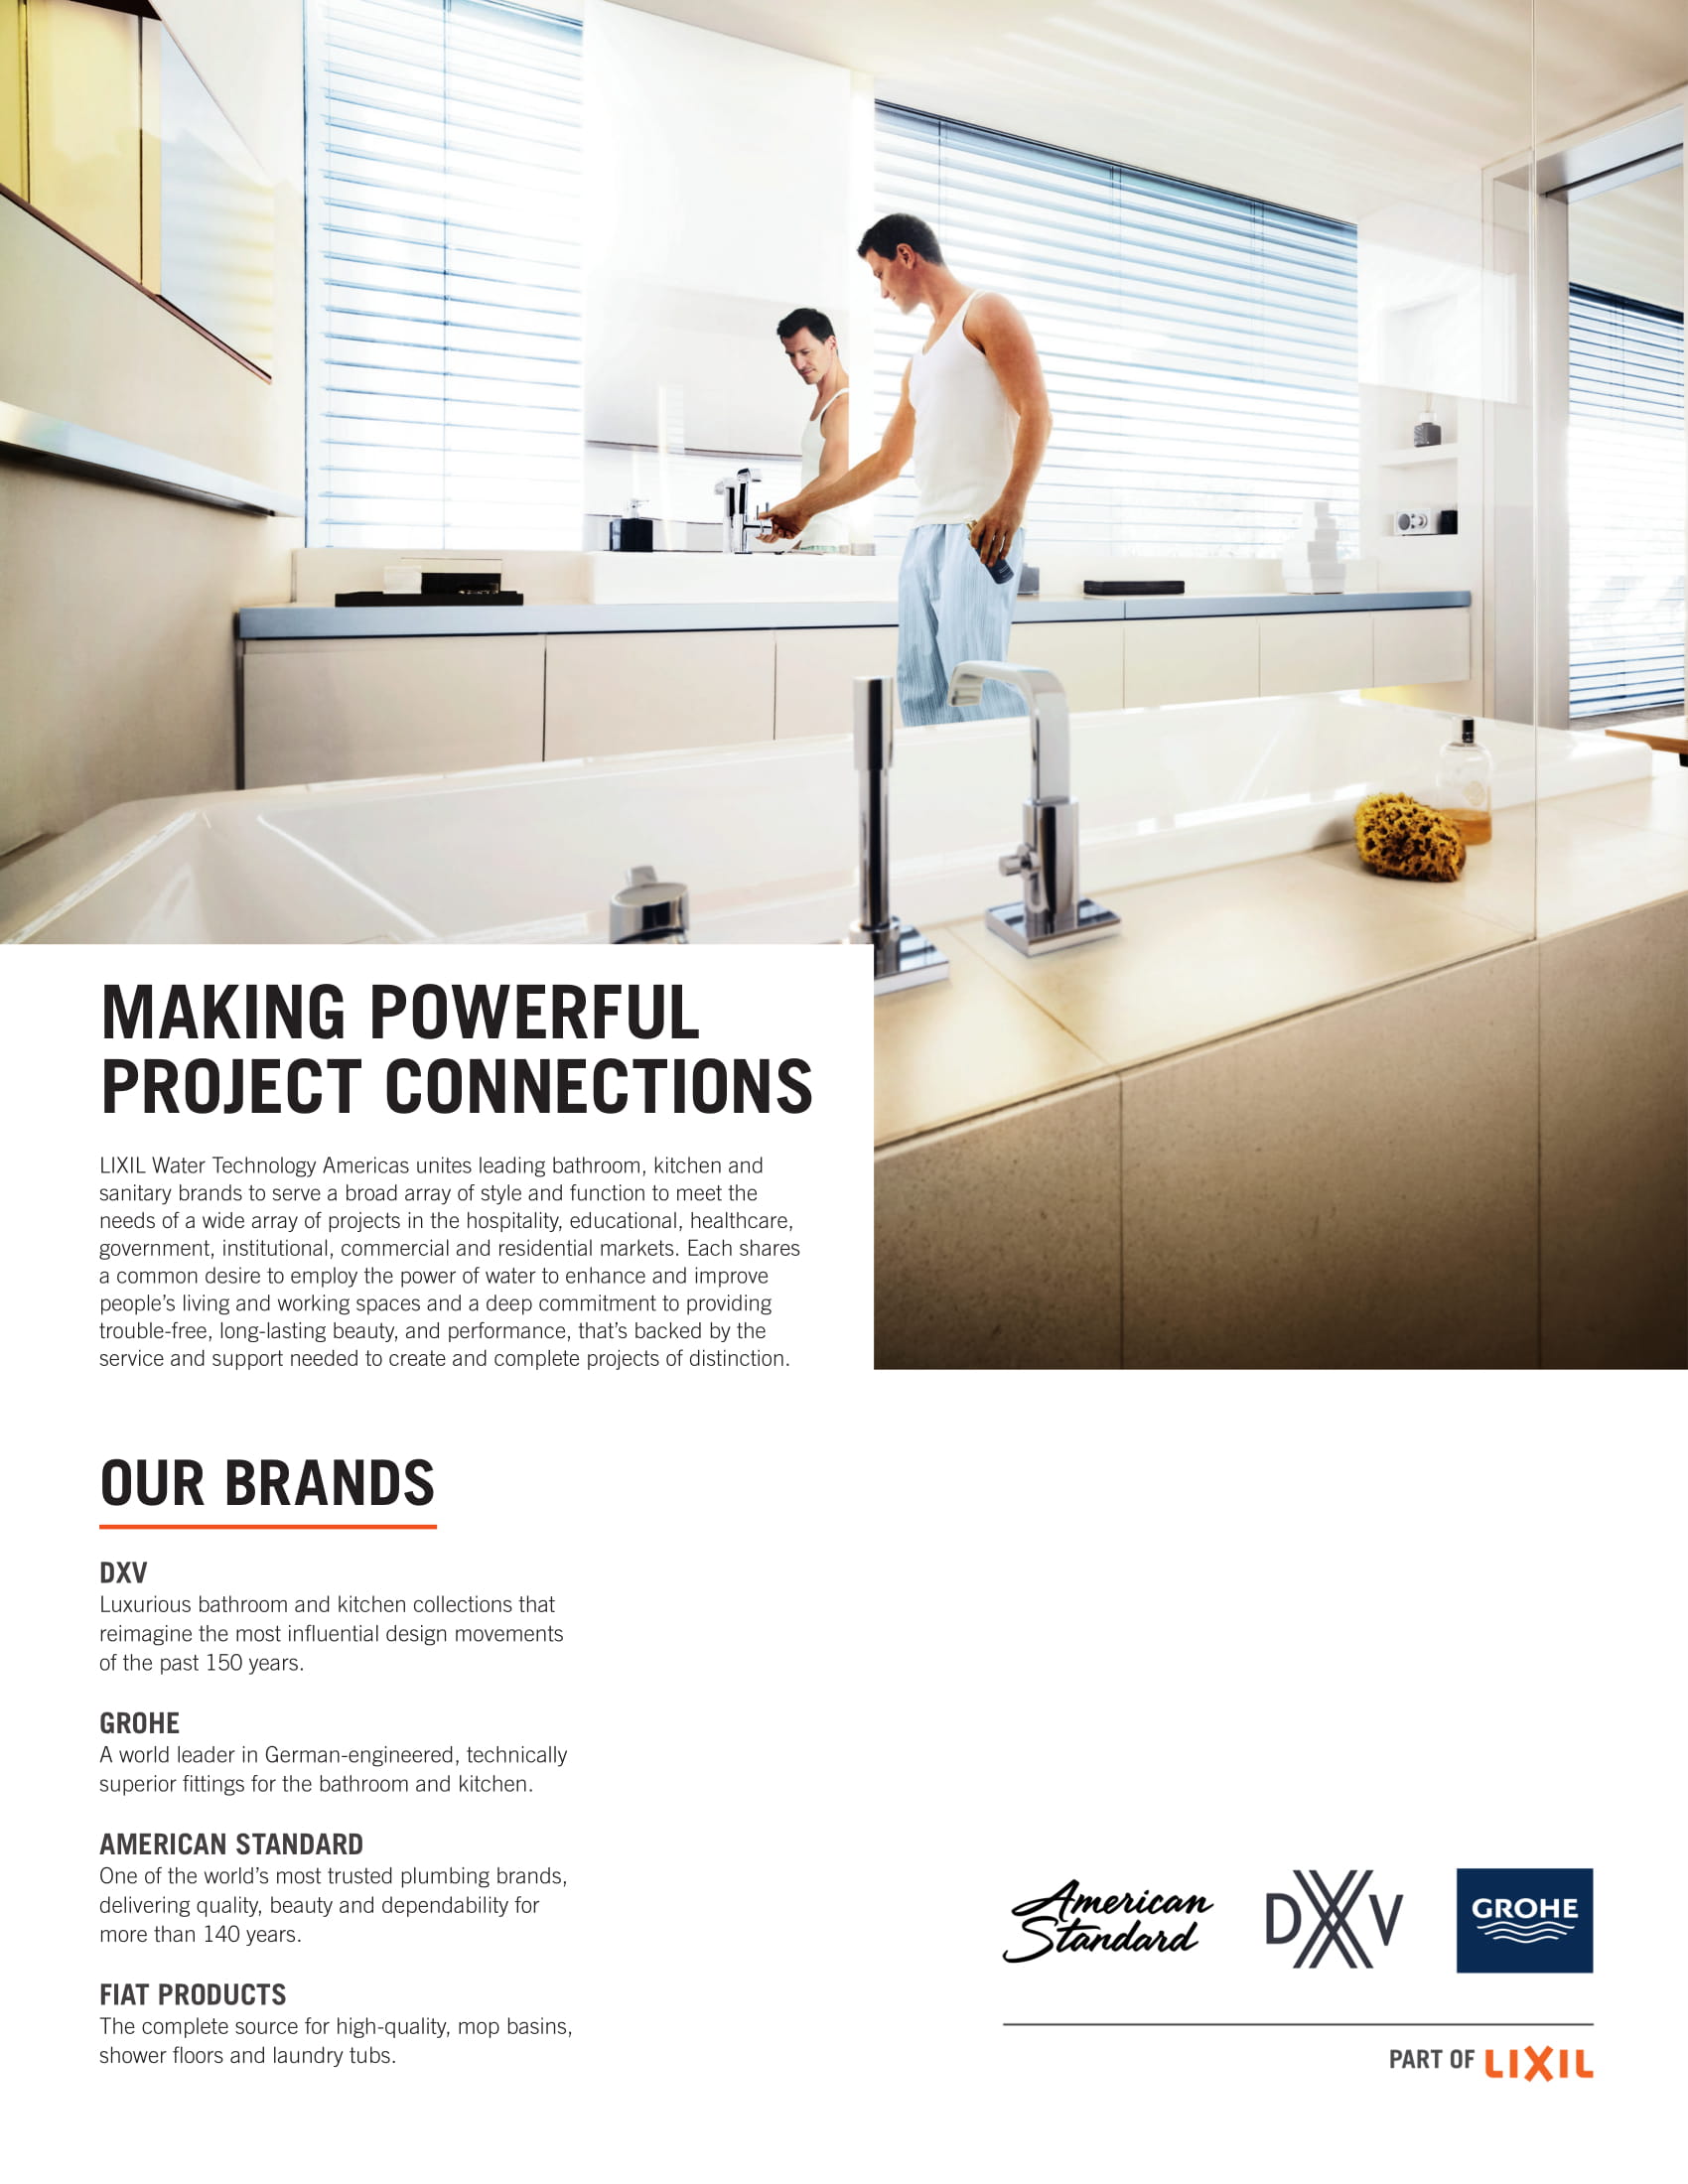 MAKING POWERFUL
PROJECT CONNECTIONS
LIXIL Water Technology Americas unites leading bathroom, kitchen and
sanitary brands to serve a broad array of style and function to meet the
needs of a wide array of projects in the hospitality, educational, healthcare,
government, institutional, commercial and residential markets. Each shares
a common desire to employ the power of water to enhance and improve
people’s living and working spaces and a deep commitment to providing
trouble-free, long-lasting beauty, and performance, that’s backed by the
service and support needed to create and complete projects of distinction.
OUR BRANDS
DXV
Luxurious bathroom and kitchen collections that
reimagine the most influential design movements
of the past 150 years.
GROHE
A world leader in German-engineered, technically
superior fittings for the bathroom and kitchen.
AMERICAN STANDARD
One of the world’s most trusted plumbing brands,
delivering quality, beauty and dependability for
more than 140 years.
FIAT PRODUCTS
The complete source for high-quality, mop basins,
shower floors and laundry tubs.
American
Standard
DXV
GROHE
PART OF LIXIL